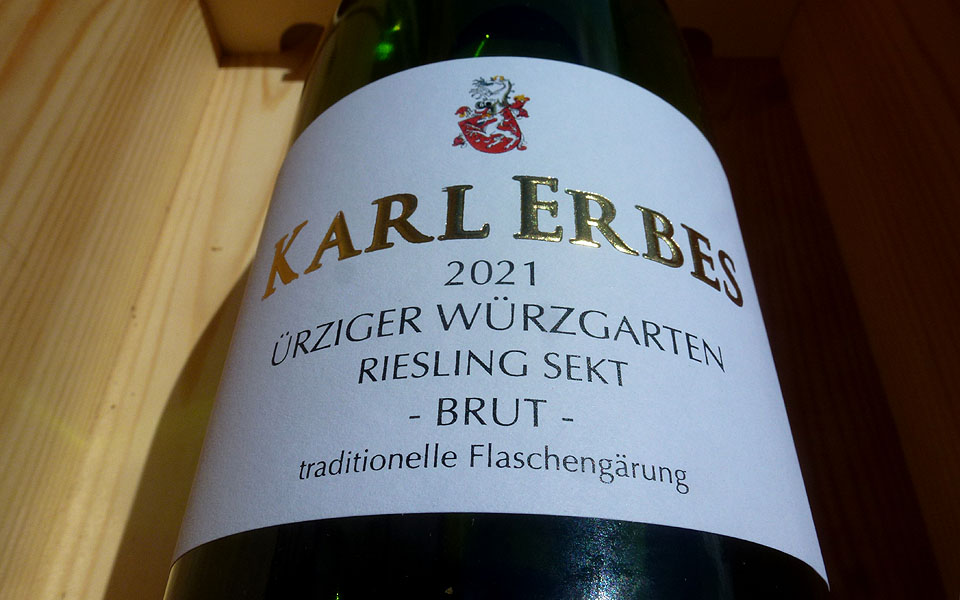 KARL ERBES
2021
ÜRZIGER WÜRZGARTEN
RIESLING SEKT
- BRUT -
traditionelle Flaschengärung